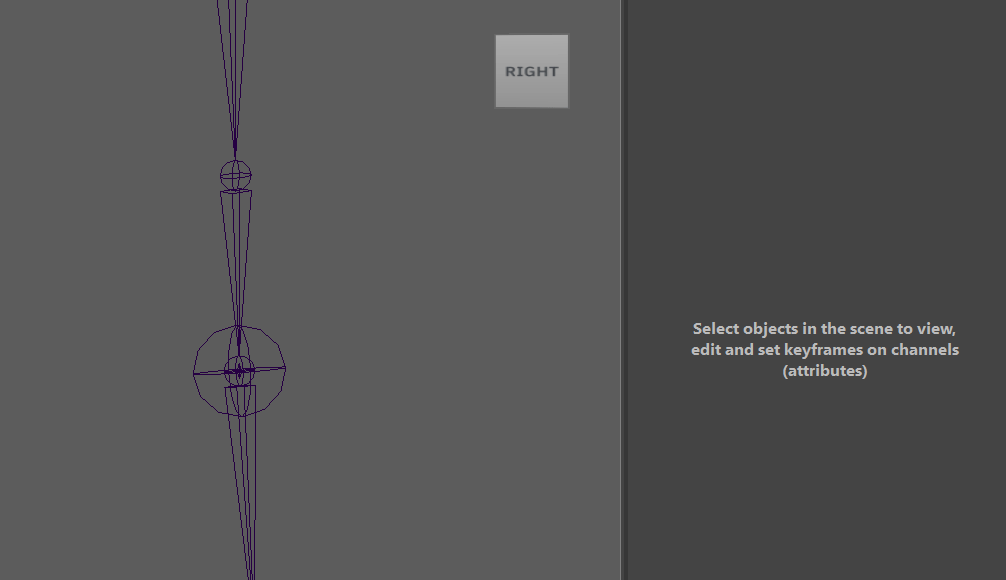 RIGHT
Select objects in the scene to view,
edit and set keyframes on channels
(attributes)